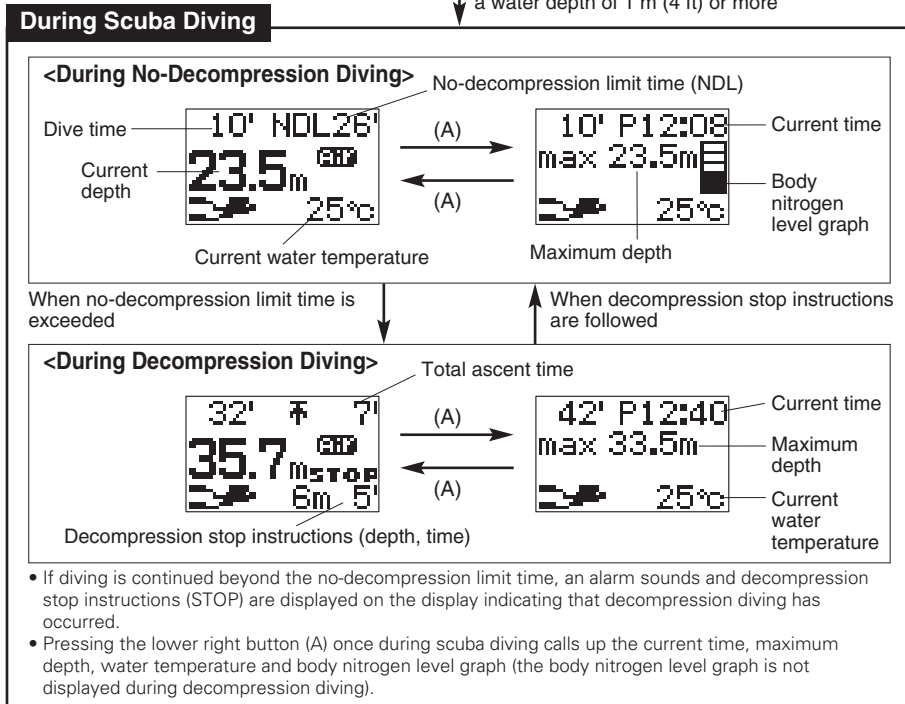 a water depth of 1 m (4 ft) or more
During Scuba Diving
<During No-Decompression Diving>
No-decompression limit time (NDL)
Dive time
10' NDL26'
Current
depth
23.5m
Air
25°C
Current water temperature
(A)
(A)
10' P12:08
max 23.5m
25°C
Current time
Body
nitrogen
level graph
Maximum depth
When no-decompression limit time is
exceeded
When decompression stop instructions
are followed
<During Decompression Diving>
Total ascent time
32' 7'
35.7m
Air
STOP
6m 5'
Decompression stop instructions (depth, time)
(A)
(A)
42' P12:40
max 33.5m
25°C
Current time
Maximum
depth
Current
water
temperature
• If diving is continued beyond the no-decompression limit time, an alarm sounds and decompression
stop instructions (STOP) are displayed on the display indicating that decompression diving has
occurred.
• Pressing the lower right button (A) once during scuba diving calls up the current time, maximum
depth, water temperature and body nitrogen level graph (the body nitrogen level graph is not
displayed during decompression diving).